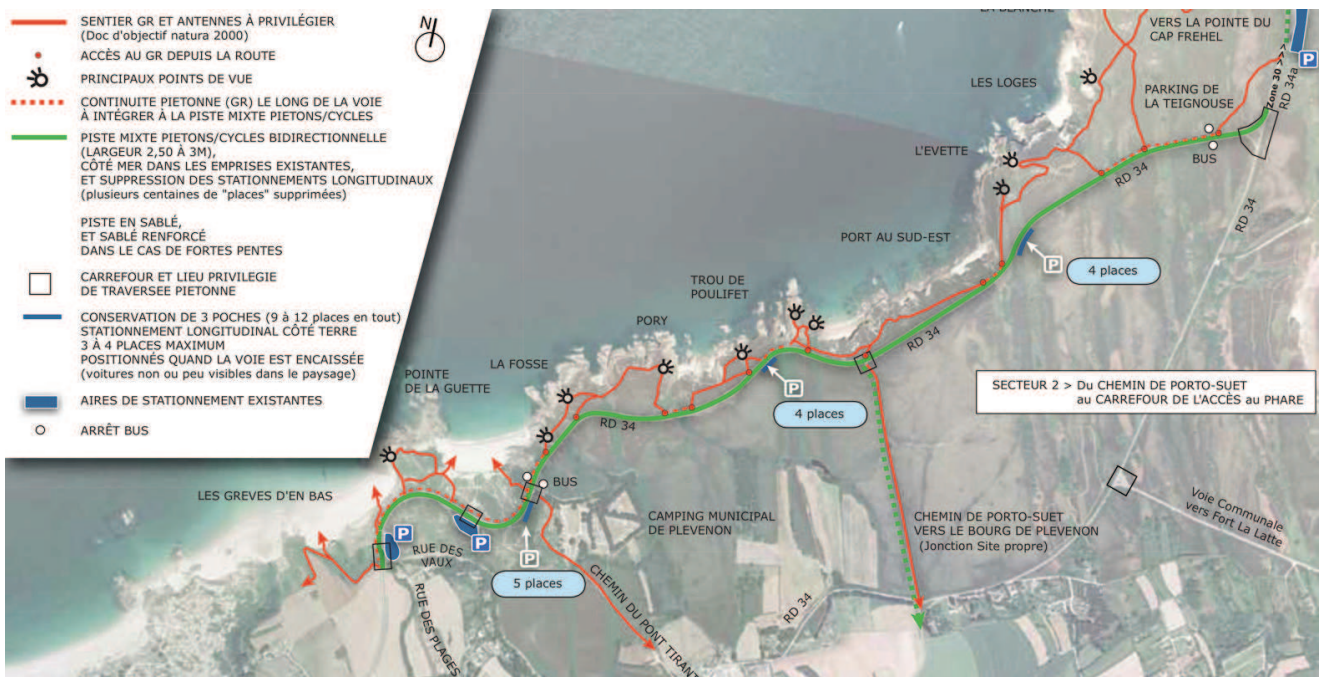 SENTIER GR ET ANTENNES À PRIVILÉGIER
(Doc d'objectif natura 2000)
ACCÈS AU GR DEPUIS LA ROUTE
PRINCIPAUX POINTS DE VUE
CONTINUITE PIETONNE (GR) LE LONG DE LA VOIE
À INTÉGRER À LA PISTE MIXTE PIETONS/CYCLES
PISTE MIXTE PIETONS/CYCLES BIDIRECTIONNELLE
(LARGEUR 2,50 À 3M),
CÔTÉ MER DANS LES EMPRISES EXISTANTES,
ET SUPPRESSION DES STATIONNEMENTS LONGITUDINAUX
(plusieurs centaines de "places" supprimées)
PISTE EN SABLÉ,
ET SABLÉ RENFORCÉ
DANS LE CAS DE FORTES PENTES
CARREFOUR ET LIEU PRIVILEGIE
DE TRAVERSEE PIETONNE
CONSERVATION DE 3 POCHES (9 à 12 places en tout)
STATIONNEMENT LONGITUDINAL CÔTÉ TERRE
3 À 4 PLACES MAXIMUM
POSITIONNÉS QUAND LA VOIE EST ENCAISSÉE
(voitures non ou peu visibles dans le paysage)
AIRES DE STATIONNEMENT EXISTANTES
ARRÊT BUS
N
LA BLANCHE
VERS LA POINTE DU
CAP FREHEL
P
LES LOGES
PARKING DE
LA TEIGNOUSE
Zone 30 >>>
RD 34a
L'EVETTE
BUS
RD 34
RD 34
PORT AU SUD-EST
P
4 places
TROU DE
POULIFET
PORY
RD 34
LA FOSSE
POINTE
DE LA GUETTE
P
4 places
SECTEUR 2 > DU CHEMIN DE PORTO-SUET
au CARREFOUR DE L'ACCÈS au PHARE
RD 34
BUS
LES GREVES D'EN BAS
CAMPING MUNICIPAL
DE PLEVENON
CHEMIN DE PORTO-SUET
VERS LE BOURG DE PLEVENON
(Jonction Site propre)
Voie Communale
vers Fort La Latte
P
P
P
RUE DES
VAUX
5 places
RUE DES PLAGES
CHEMIN DU PONT TIRANT
RD 34